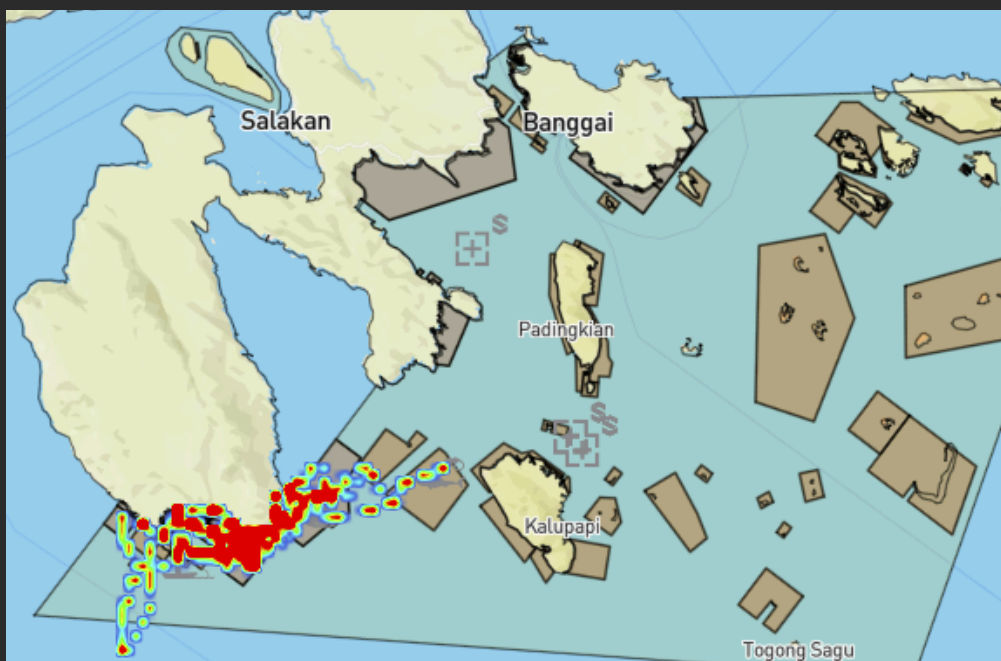 Salakan
Banggai
S
Padingkian
S
S
Kalupapi
Togong Sagu